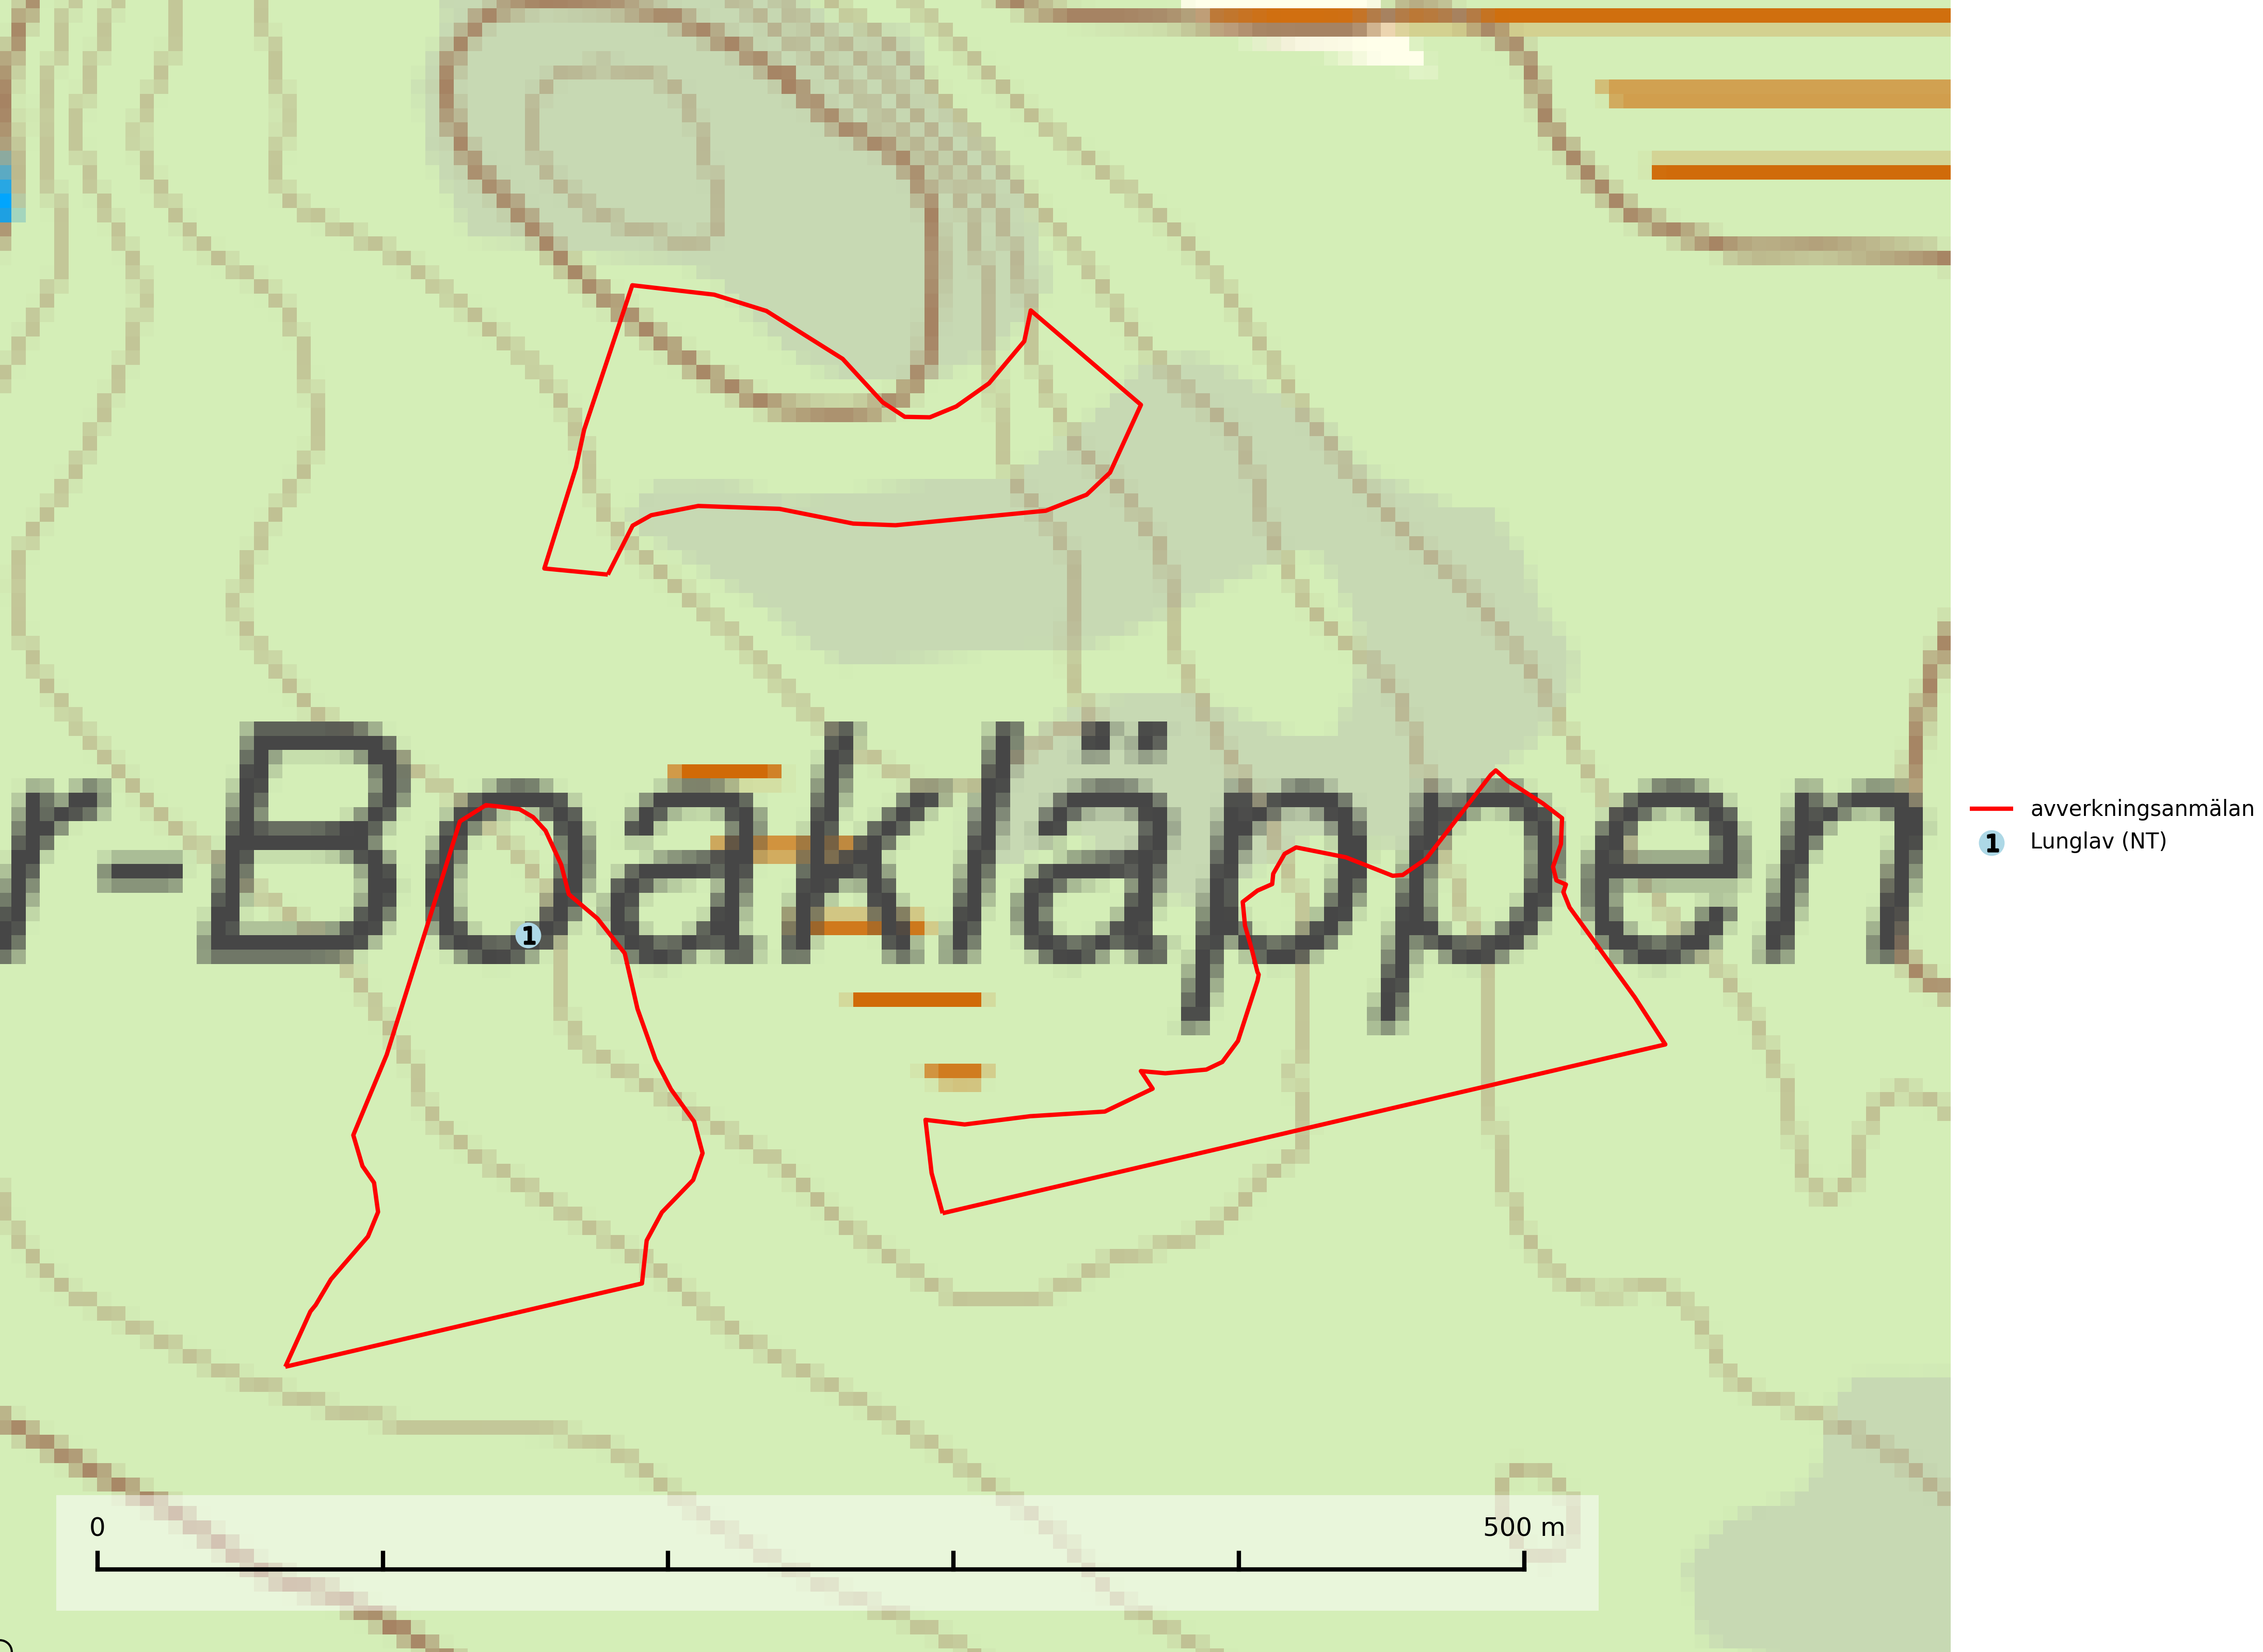 r-Boakläppen
1
avverkningsanmälan
1 Lunglav (NT)
0 500 m